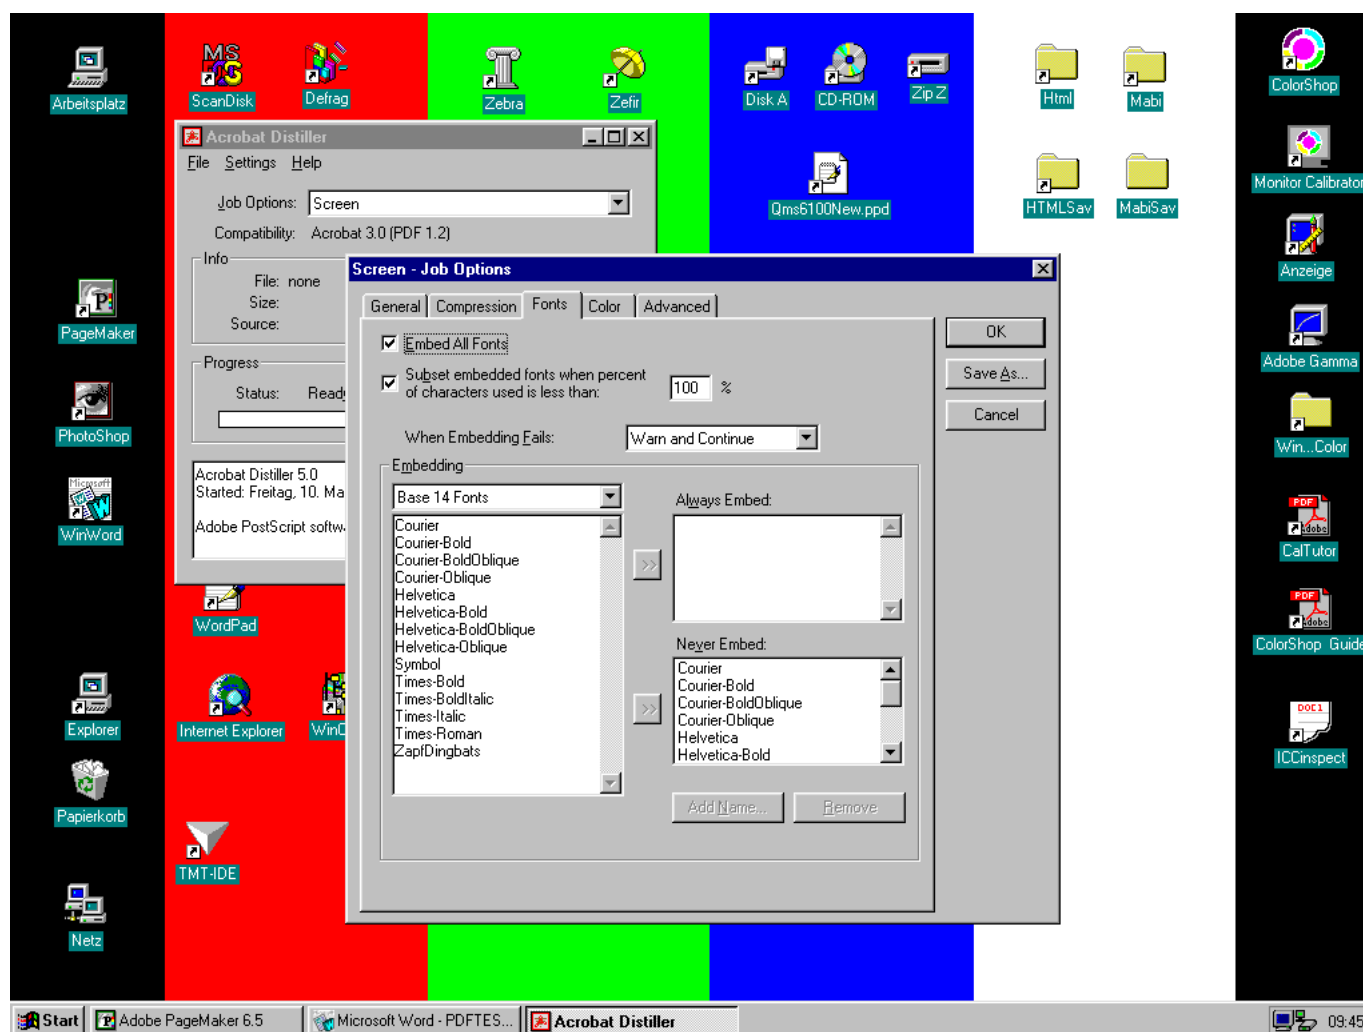 Arbeitsplatz
MS
ScanDisk
Defrag
Zebra
Zefir
Disk A
CD-ROM
Zip Z
Html
Mabi
ColorShop
Acrobat Distiller
File Settings Help
Job Options: Screen
Compatibility: Acrobat 3.0 (PDF 1.2)
Info
File: none
Size:
Source:
Progress
Status:
Acrobat Distiller 5.0
Started: Freitag, 10.
Adobe PostScript
Qms6100New.ppd
HTMLSav
MabiSav
Monitor Calibrator
Anzeige
Adobe Gamma
Win...Color
PDF
Adobe
CalTutor
PDF
Adobe
ColorShop Guide
DOC1
ICCinspect
PageMaker
PhotoShop
Microsoft
WinWord
Explorer
Papierkorb
Netz
WordPad
Internet Explorer
TMT-IDE
Screen - Job Options
General Compression Fonts Color Advanced
Embed All Fonts
Subset embedded fonts when percent
of characters used is less than: 100 %
When Embedding Fails: Warn and Continue
Embedding
Base 14 Fonts
Courier
Courier-Bold
Courier-BoldOblique
Courier-Oblique
Helvetica
Helvetica-Bold
Helvetica-BoldOblique
Helvetica-Oblique
Symbol
Times-Bold
Times-BoldItalic
Times-Italic
Times-Roman
ZapfDingbats
>>
>>
Always Embed:
Never Embed:
Courier
Courier-Bold
Courier-BoldOblique
Courier-Oblique
Helvetica
Helvetica-Bold
Add Name... Remove
OK
Save As...
Cancel
Start
Adobe PageMaker 6.5
Microsoft Word - PDFTES...
Acrobat Distiller
09:45